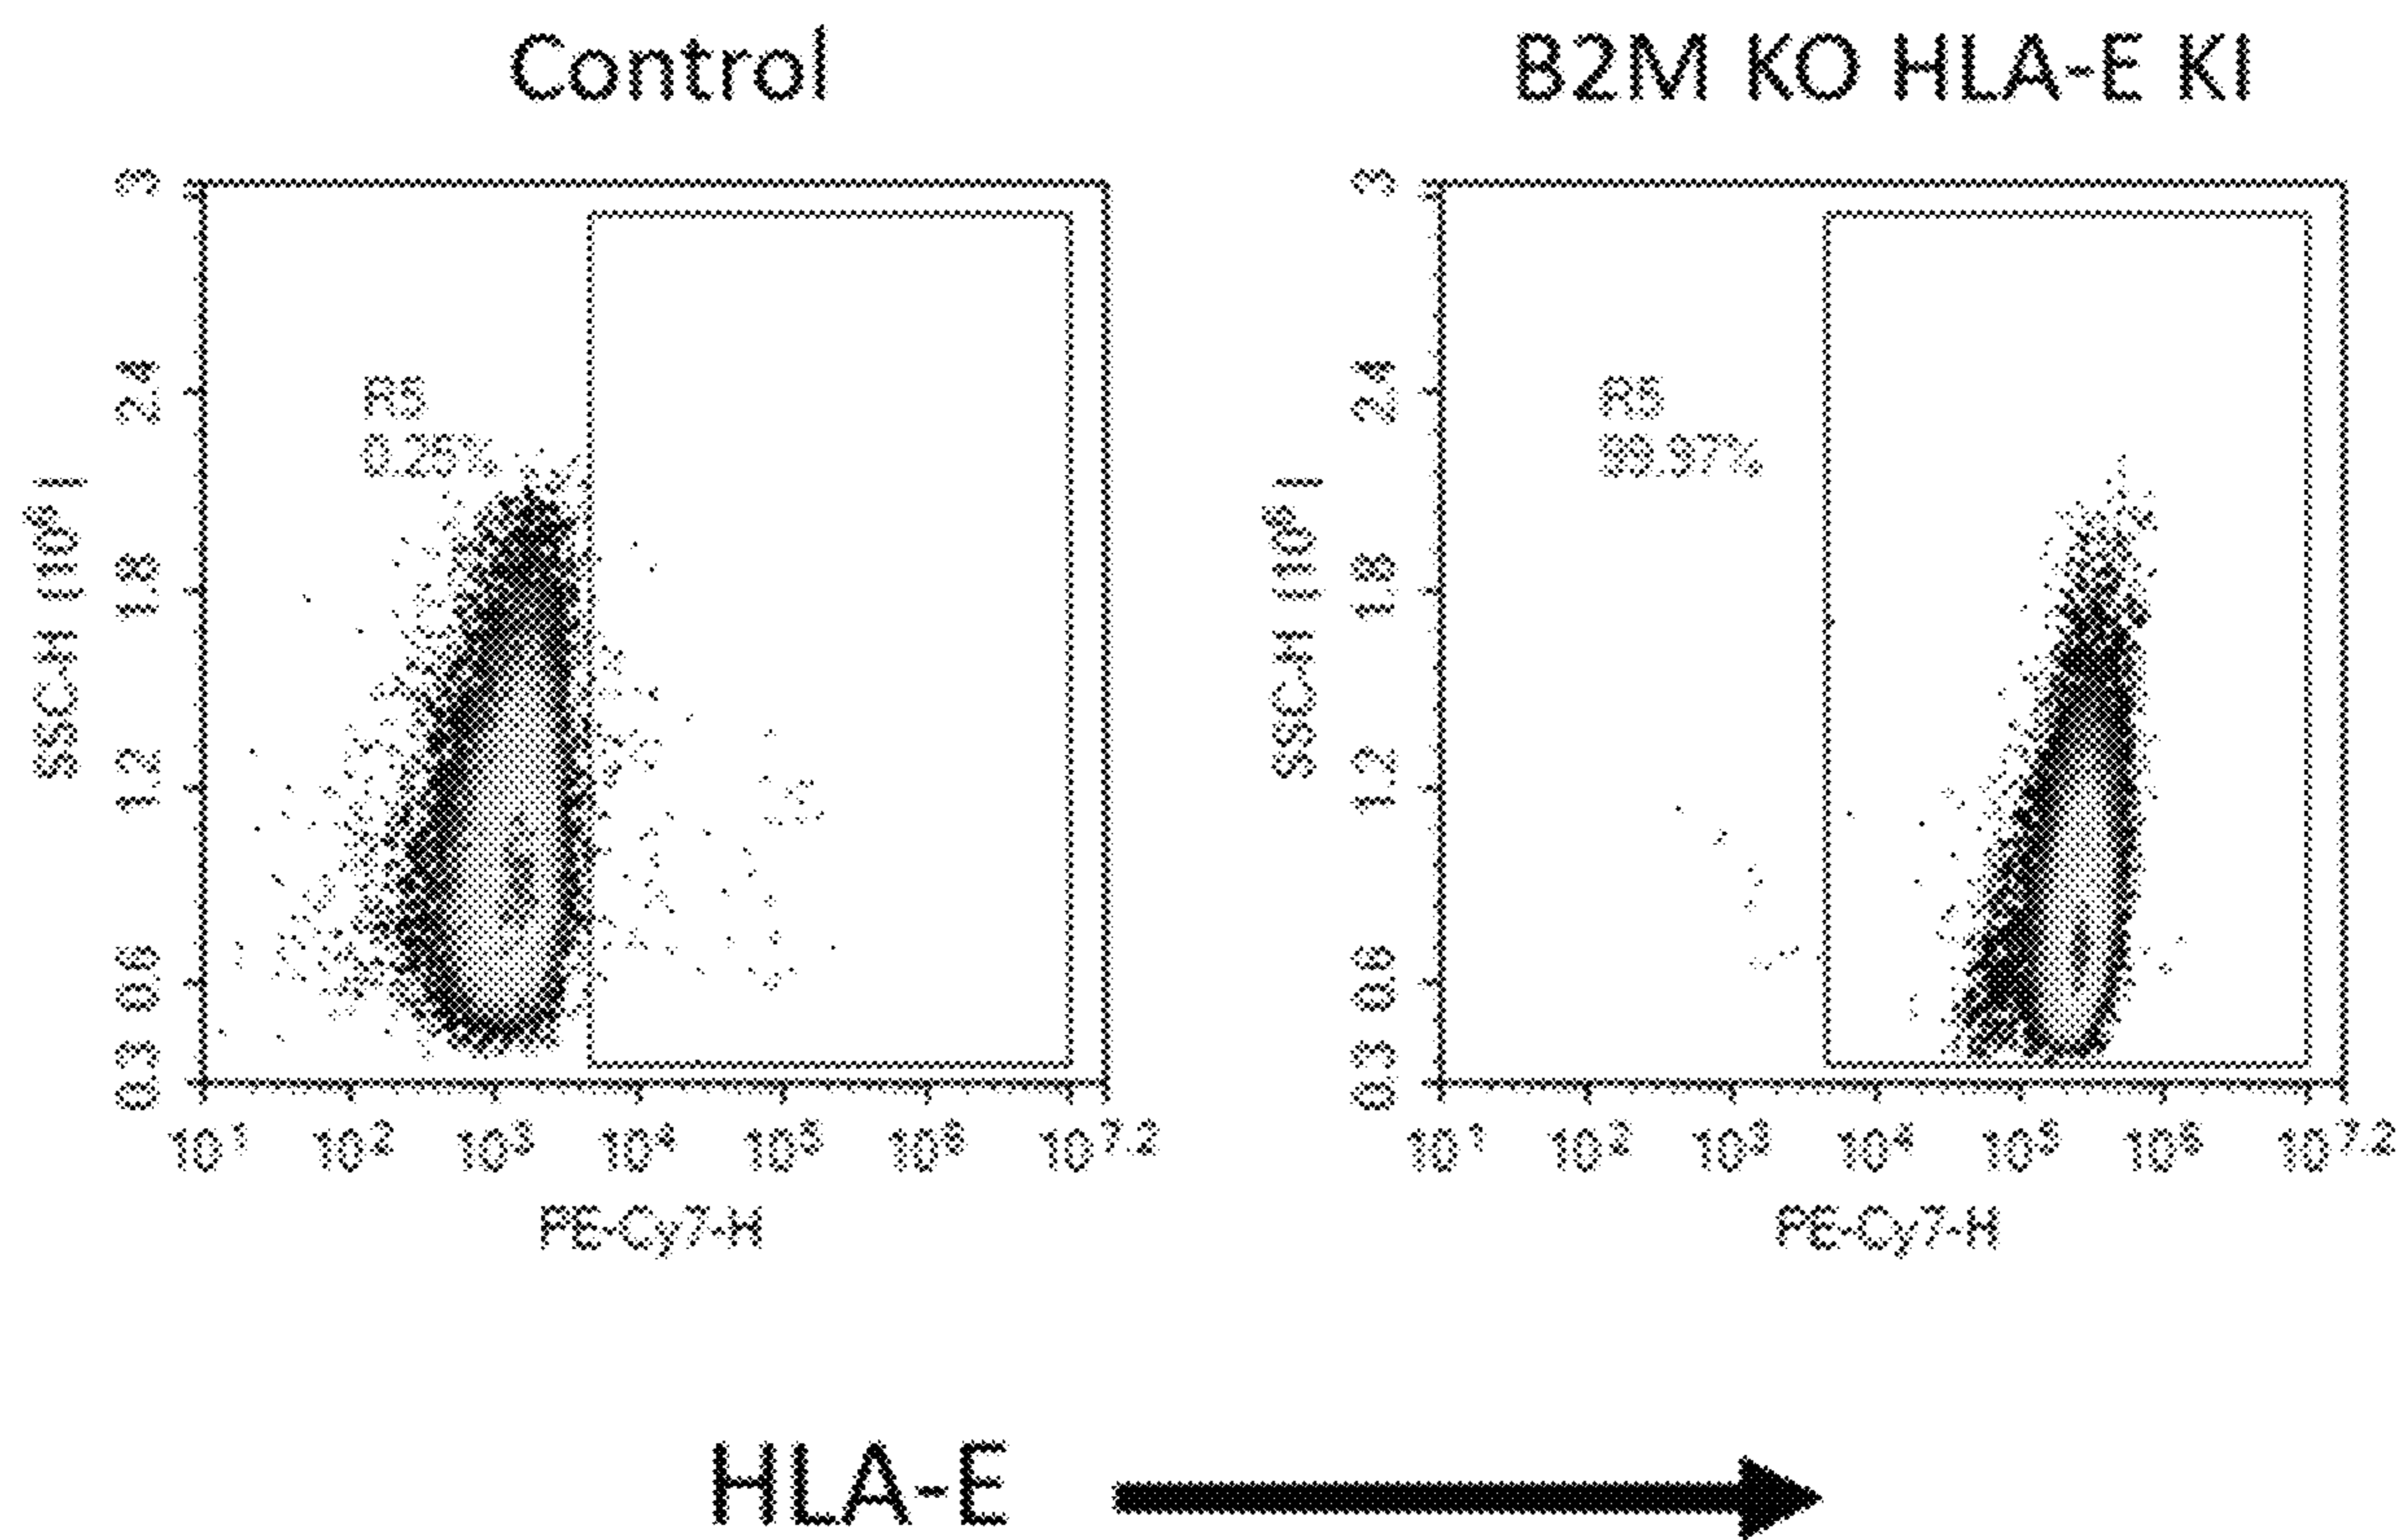 Control
B2M KO HLA-E KI
3
2.4
1.8
1.2
0.6
0.3
SSC-H [10⁶]
R5
0.25%
10¹ 10² 10³ 10⁴ 10⁵ 10⁶ 10⁷·²
PE-Cy7-H
3
2.4
1.8
1.2
0.6
0.3
SSC-H [10⁶]
R5
99.97%
10¹ 10² 10³ 10⁴ 10⁵ 10⁶ 10⁷·²
PE-Cy7-H
HLA-E